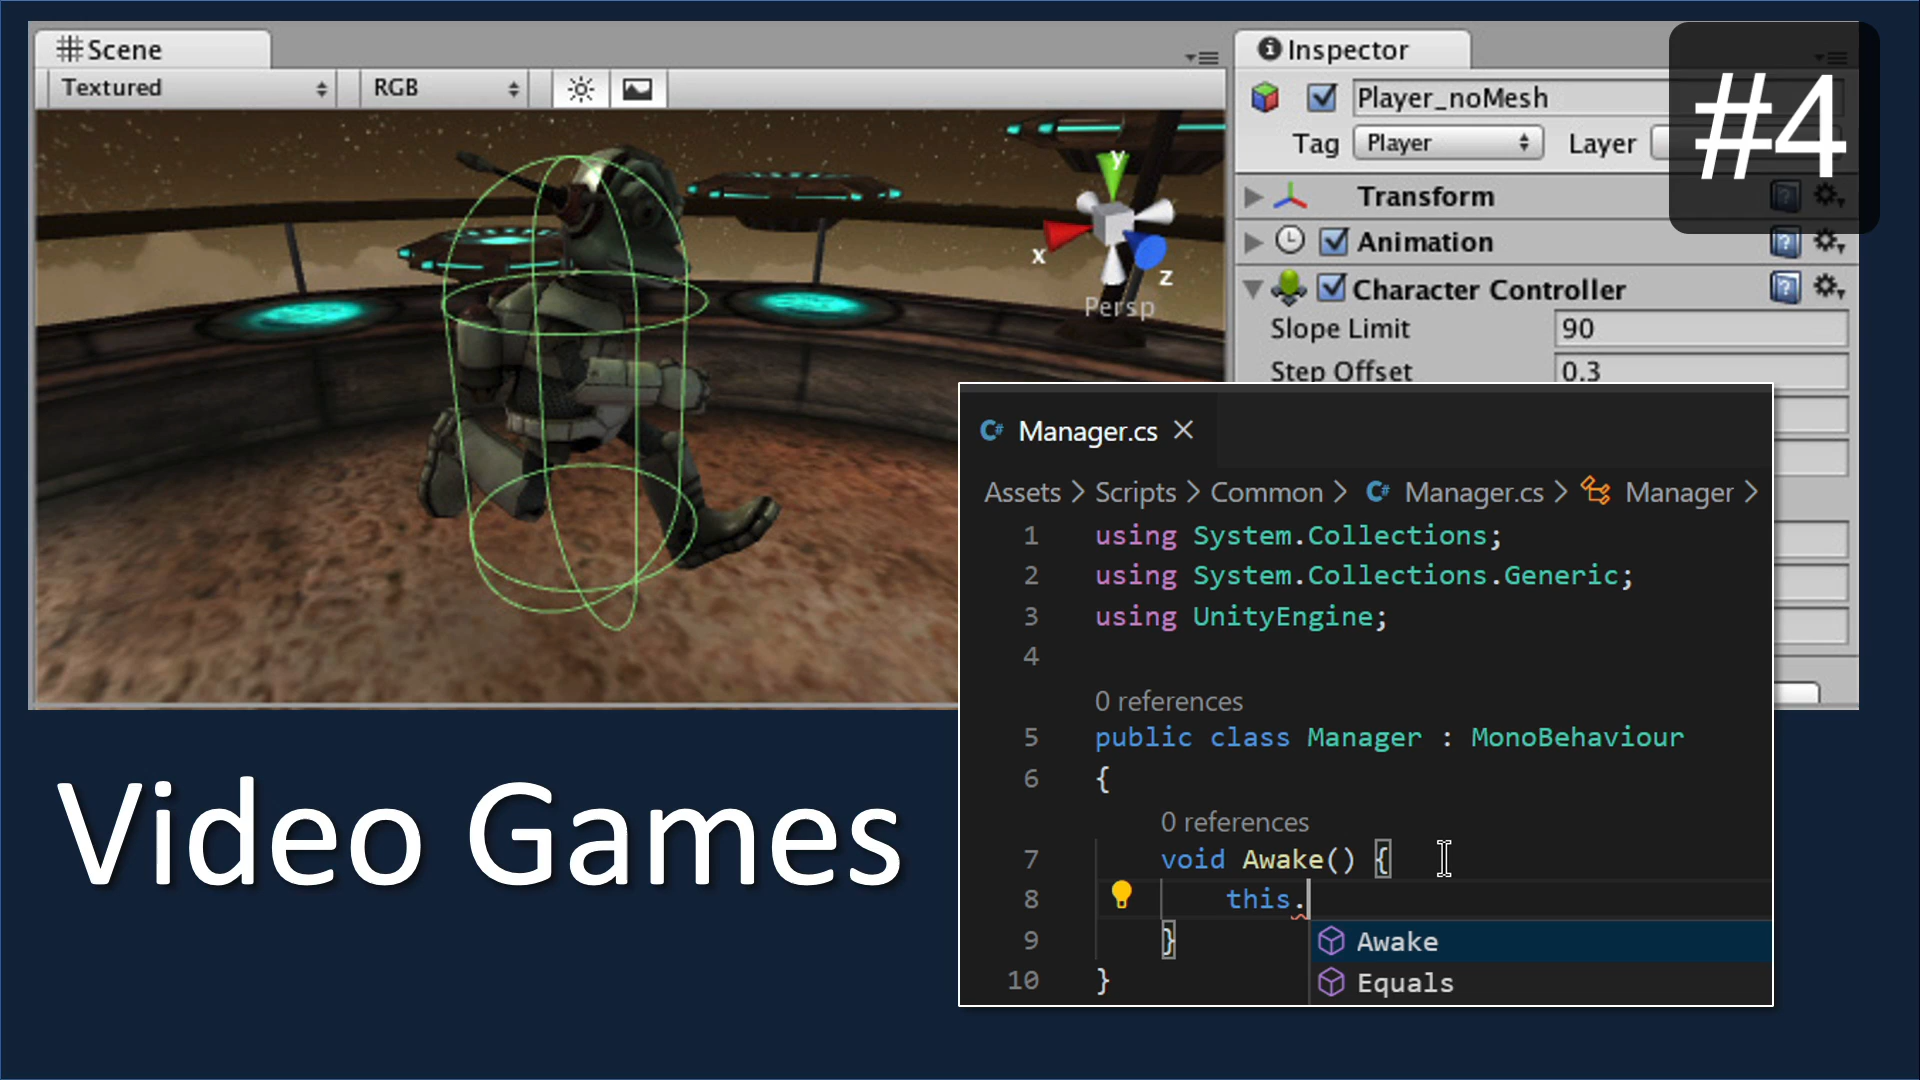 Scene
Textured
RGB
y
x
z
Persp
Inspector
#4
Player_noMesh
Tag Player Layer
Transform
Animation
Character Controller
Slope Limit 90
Step Offset 0.3
C# Manager.cs
Assets > Scripts > Common > C# Manager.cs > Manager >
1 using System.Collections;
2 using System.Collections.Generic;
3 using UnityEngine;
4
0 references
5 public class Manager : MonoBehaviour
6 {
0 references
7 void Awake() {
8 this.
9 }
10 }
Awake
Equals
Video Games